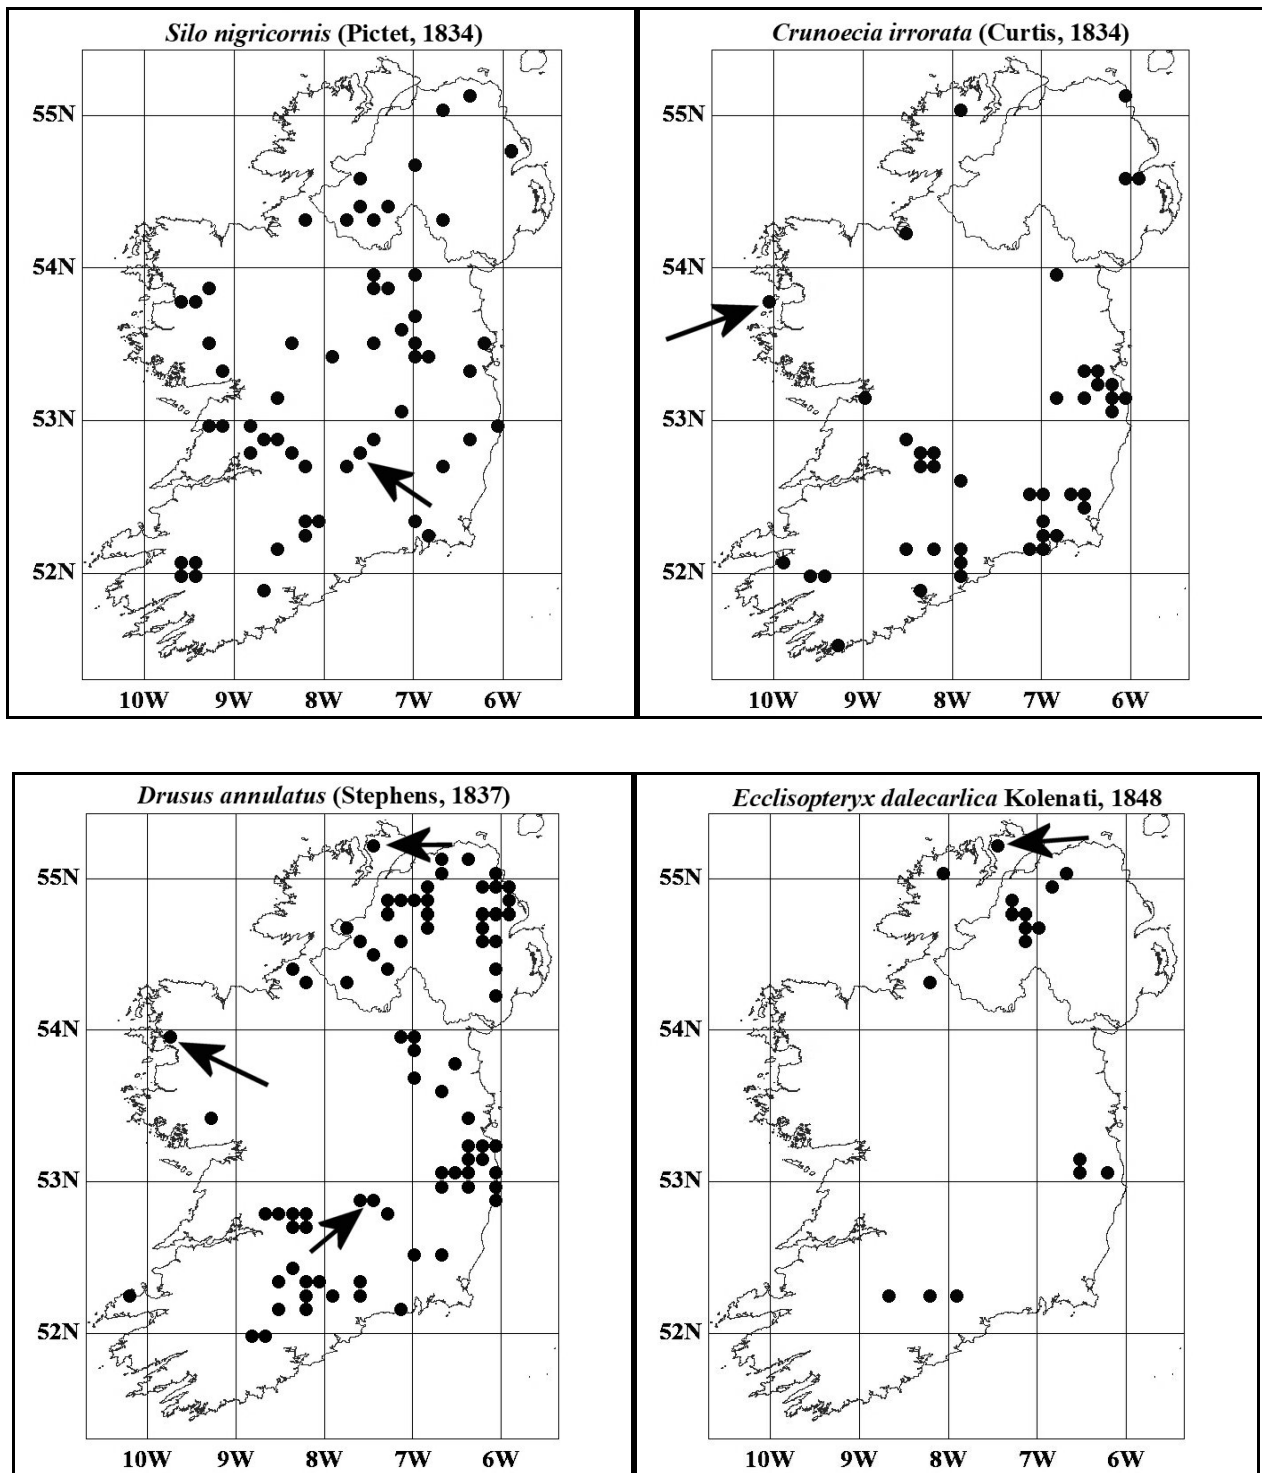 Silo nigricornis (Pictet, 1834)
55N
54N
53N
52N
10W 9W 8W 7W 6W
Crunoecia irrorata (Curtis, 1834)
55N
54N
53N
52N
10W 9W 8W 7W 6W
Drusus annulatus (Stephens, 1837)
55N
54N
53N
52N
10W 9W 8W 7W 6W
Ecclisopteryx dalecarlica Kolenati, 1848
55N
54N
53N
52N
10W 9W 8W 7W 6W